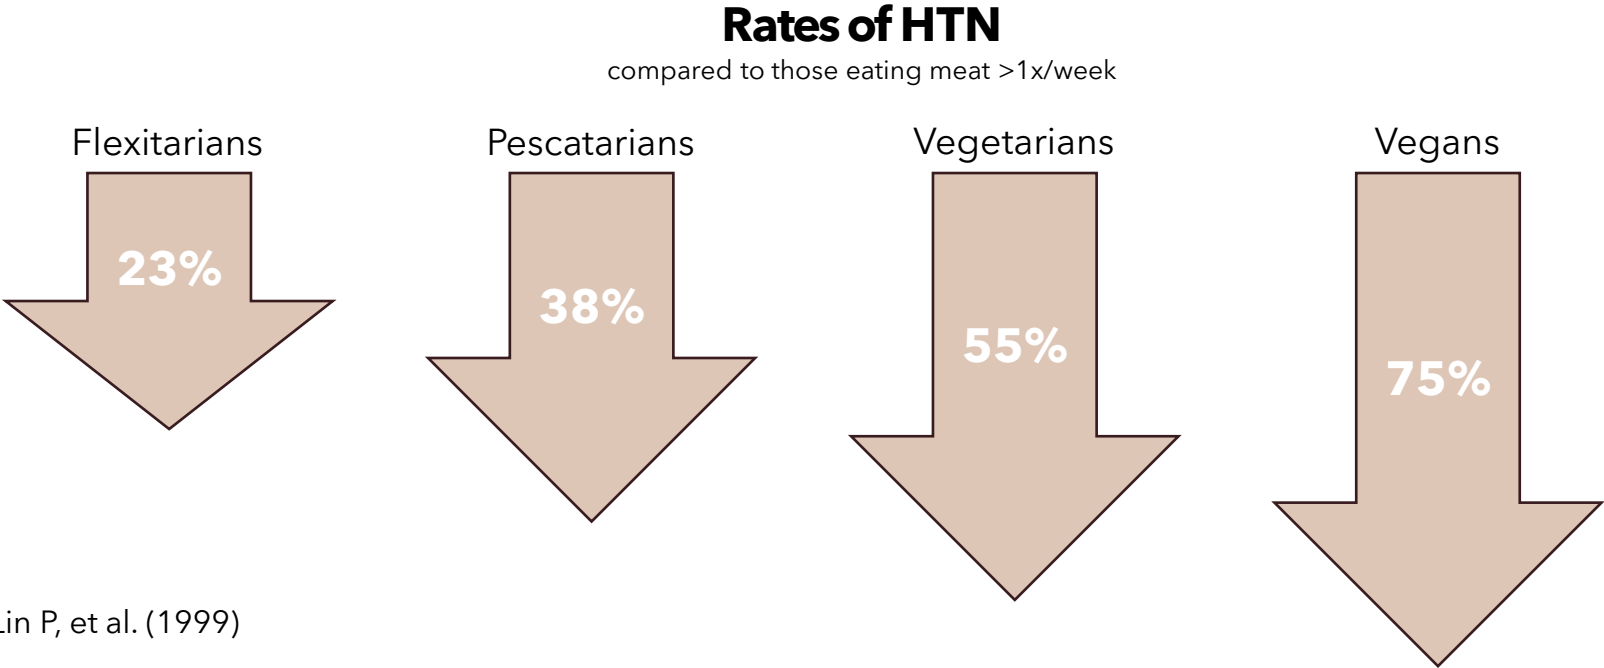 Rates of HTN
compared to those eating meat >1x/week
Flexitarians
Pescatarians
Vegetarians
Vegans
23%
38%
55%
75%
Lin P, et al. (1999)